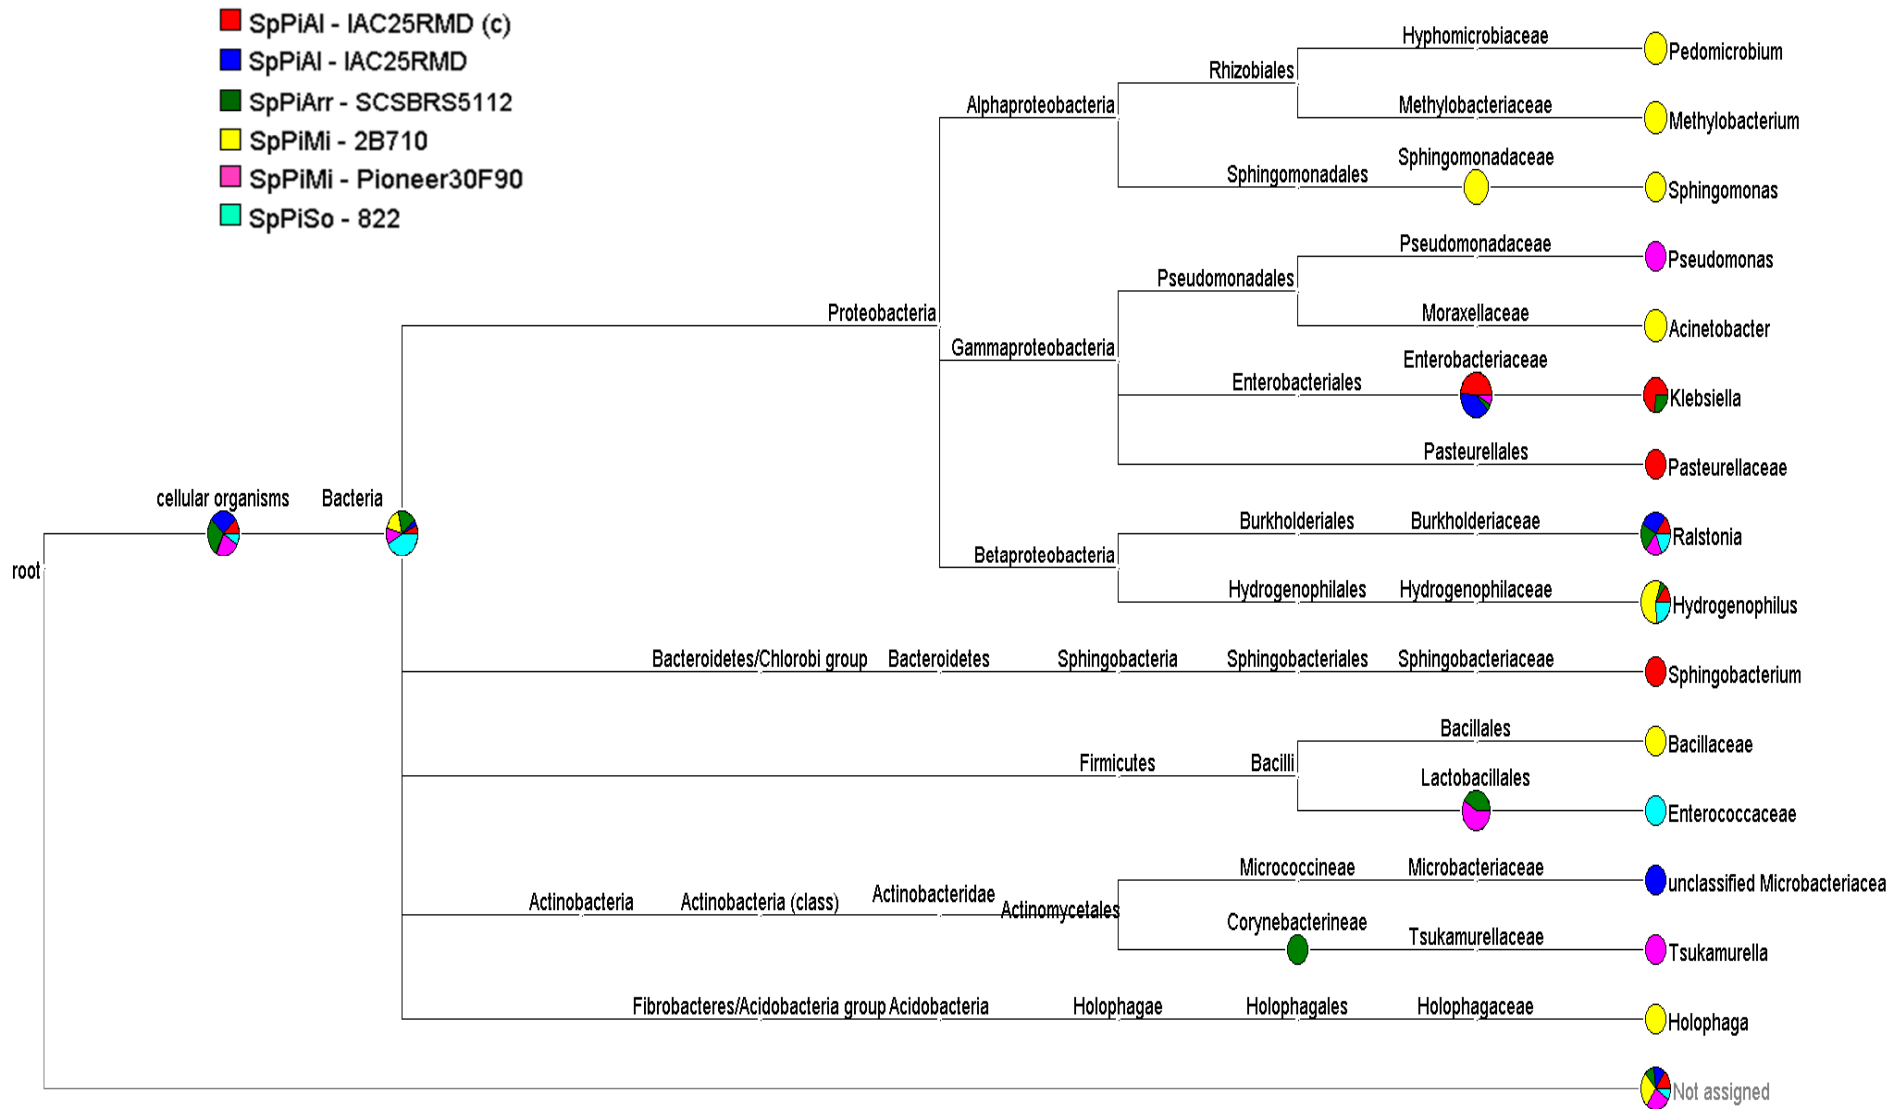 SpPiAl - IAC25RMD (c)
SpPiAl - IAC25RMD
SpPiArr - SCSBRS5112
SpPiMi - 2B710
SpPiMi - Pioneer30F90
SpPiSo - 822
Hyphomicrobiaceae
Pedomicrobium
Rhizobiales
Alphaproteobacteria
Methylobacteriaceae
Methylobacterium
Sphingomonadaceae
Sphingomonadales
Sphingomonas
Pseudomonadaceae
Pseudomonas
Pseudomonadales
Proteobacteria
Moraxellaceae
Acinetobacter
Gammaproteobacteria
Enterobacteriaceae
Enterobacteriales
Klebsiella
Pasteurellales
Pasteurellaceae
cellular organisms
Bacteria
Burkholderiales
Burkholderiaceae
Ralstonia
Betaproteobacteria
root
Hydrogenophilales
Hydrogenophilaceae
Hydrogenophilus
Bacteroidetes/Chlorobi group
Bacteroidetes
Sphingobacteria
Sphingobacteriales
Sphingobacteriaceae
Sphingobacterium
Bacillales
Bacillaceae
Firmicutes
Bacilli
Lactobacillales
Enterococcaceae
Micrococcineae
Microbacteriaceae
unclassified Microbacteriacea
Actinobacteria
Actinobacteria (class)
Actinobacteridae
Actinomycetales
Corynebacterineae
Tsukamurellaceae
Tsukamurella
Fibrobacteres/Acidobacteria group
Acidobacteria
Holophagae
Holophagales
Holophagaceae
Holophaga
Not assigned